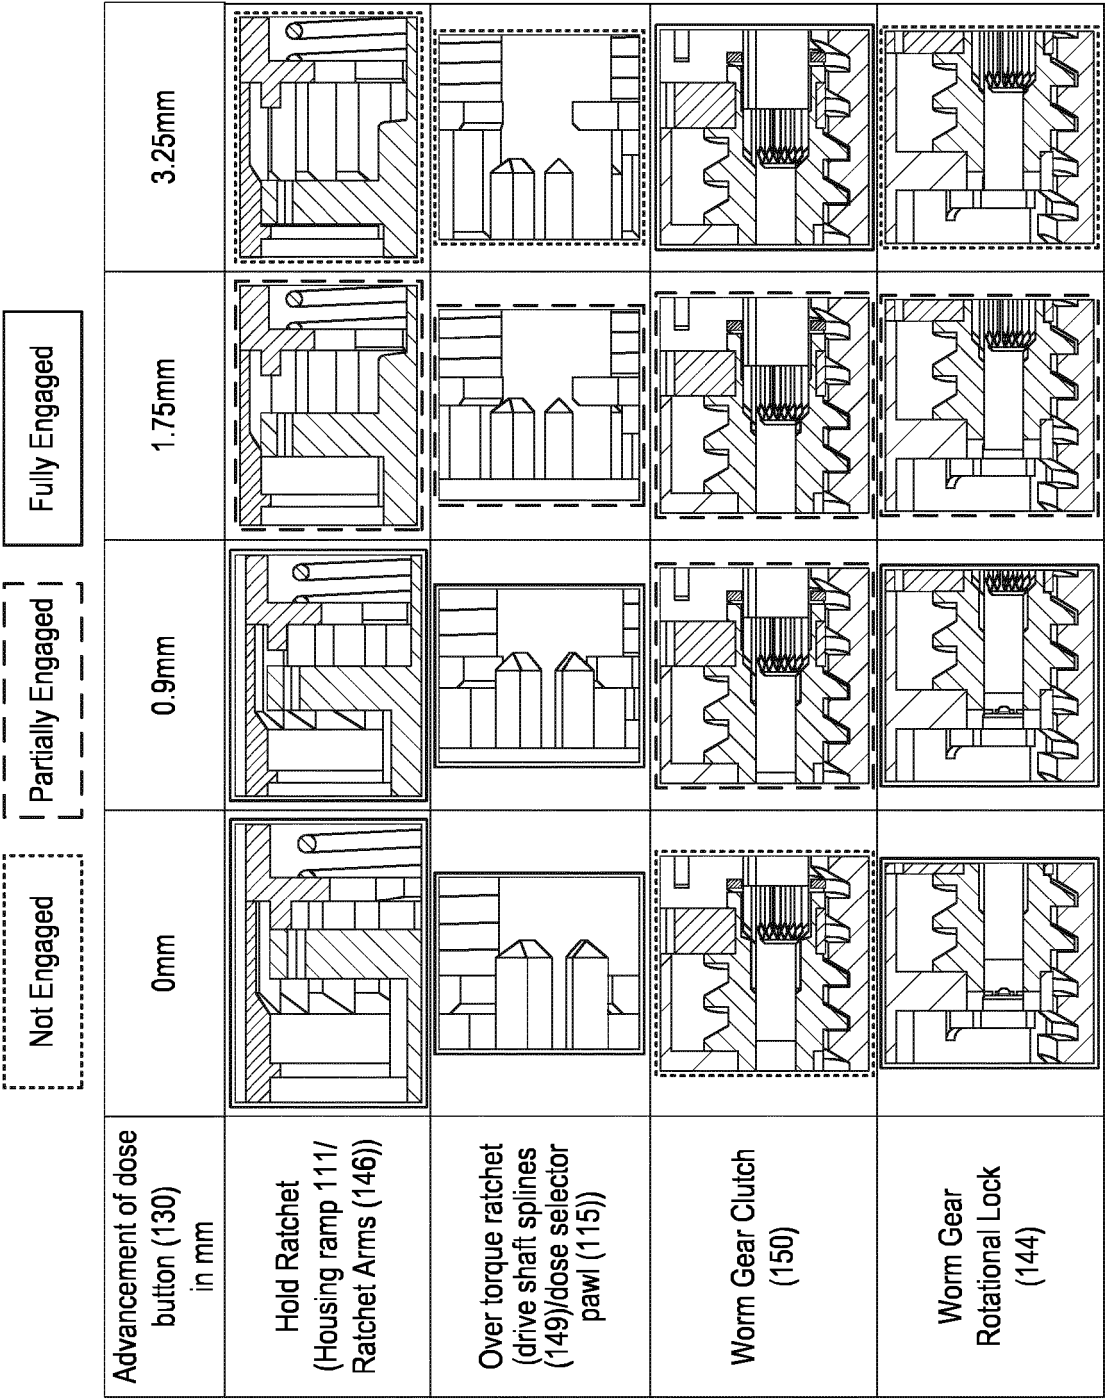 Not Engaged
Partially Engaged
Fully Engaged
Advancement of dose
button (130)
in mm
0mm
0.9mm
1.75mm
3.25mm
Hold Ratchet
(Housing ramp 111/
Ratchet Arms (146))
Over torque ratchet
(drive shaft splines
(149)/dose selector
pawl (115))
Worm Gear Clutch
(150)
Worm Gear
Rotational Lock
(144)